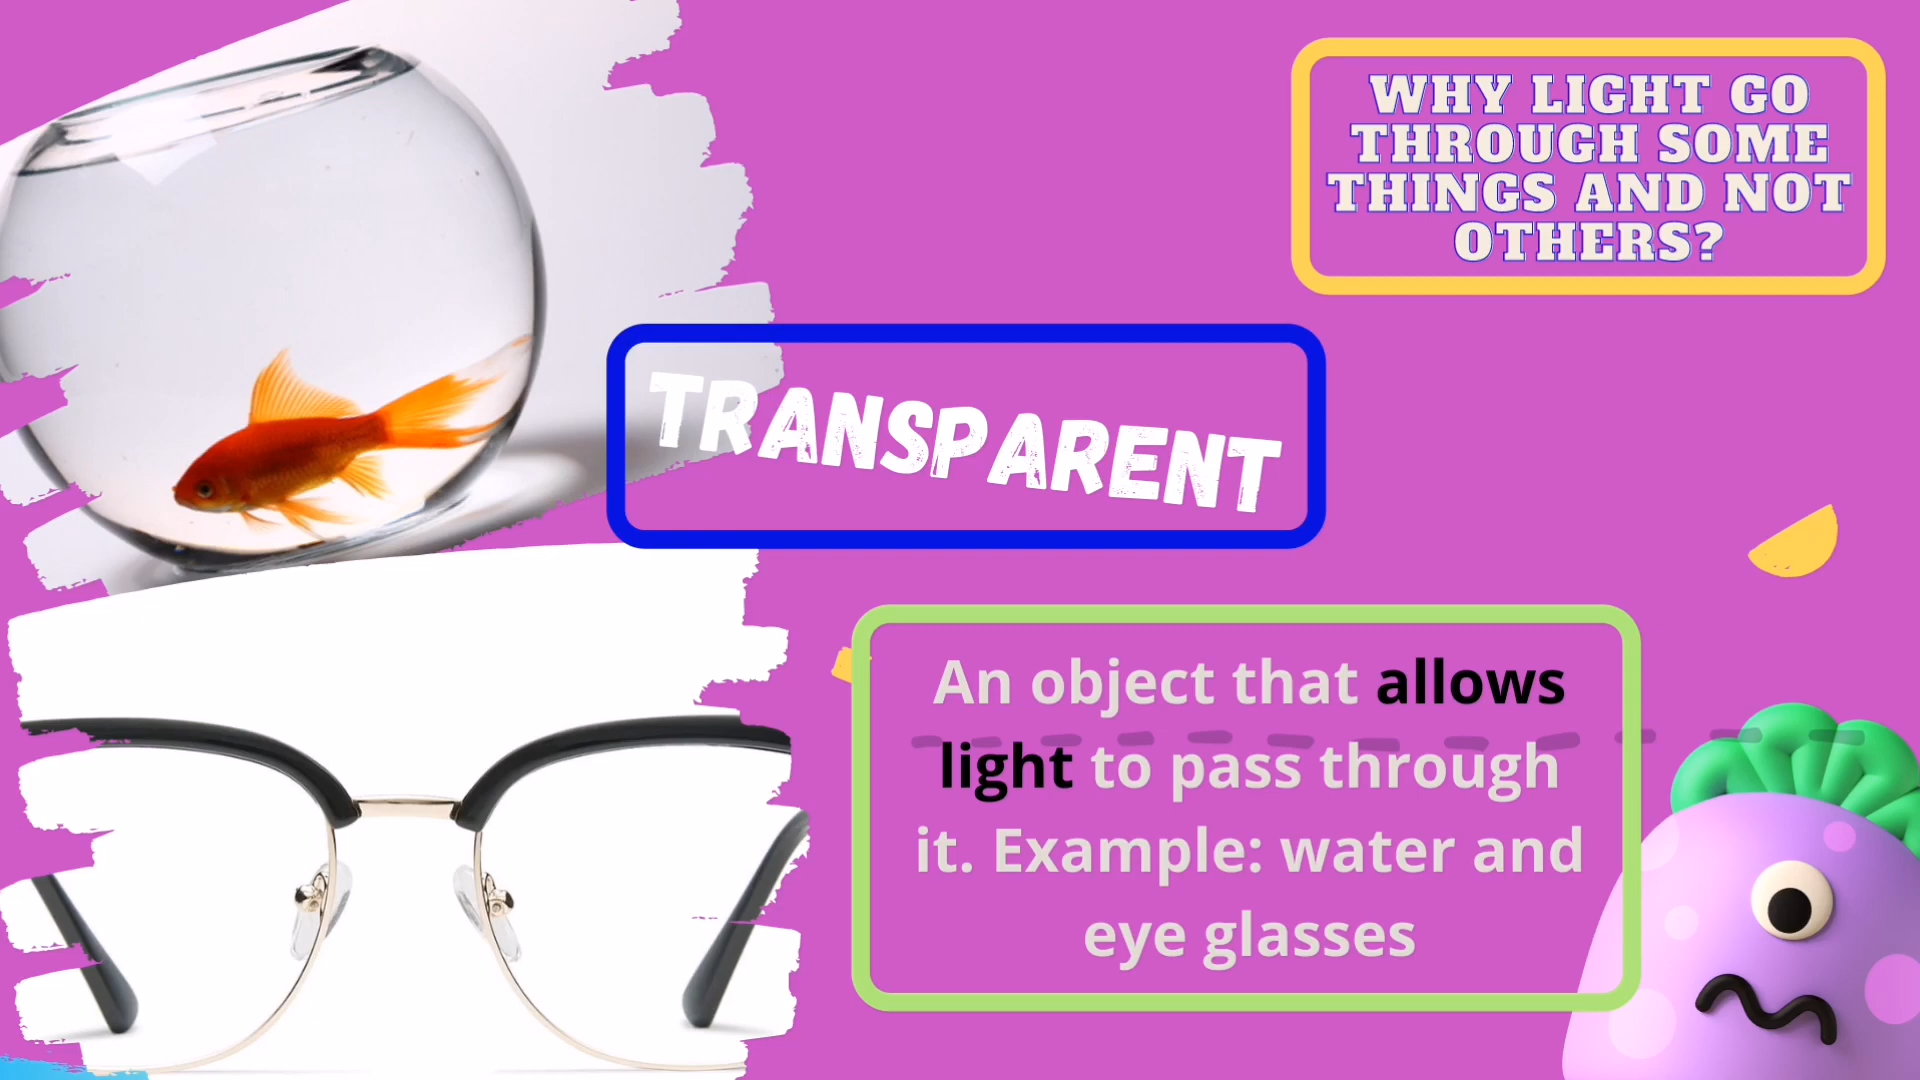 WHY LIGHT GO
THROUGH SOME
THINGS AND NOT
OTHERS?
TRANSPARENT
An object that allows
light to pass through
it. Example: water and
eye glasses